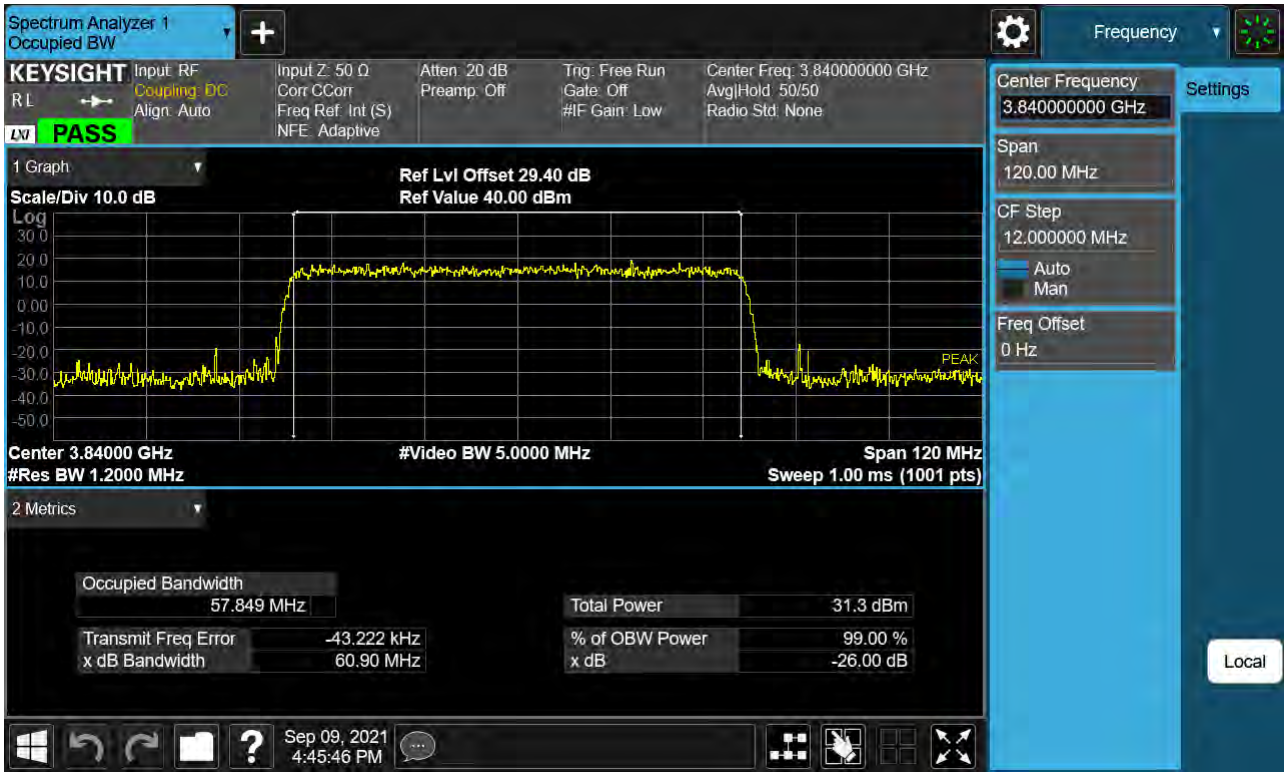 Spectrum Analyzer 1
Occupied BW
+
Frequency
KEYSIGHT
R L
LXI PASS
Input: RF
Coupling: DC
Align: Auto
Input Z: 50 Ω
Corr CCorr
Freq Ref: Int (S)
NFE: Adaptive
Atten: 20 dB
Preamp: Off
Trig: Free Run
Gate: Off
#IF Gain: Low
Center Freq: 3.840000000 GHz
Avg|Hold: 50/50
Radio Std: None
Center Frequency
3.840000000 GHz
Settings
Span
120.00 MHz
CF Step
12.000000 MHz
Auto
Man
Freq Offset
0 Hz
1 Graph
Scale/Div 10.0 dB
Ref Lvl Offset 29.40 dB
Ref Value 40.00 dBm
Log
30.0
20.0
10.0
0.00
-10.0
-20.0
-30.0
-40.0
-50.0
PEAK
Center 3.84000 GHz
#Video BW 5.0000 MHz
Span 120 MHz
#Res BW 1.2000 MHz
Sweep 1.00 ms (1001 pts)
2 Metrics
Occupied Bandwidth
57.849 MHz
Total Power 31.3 dBm
Transmit Freq Error -43.222 kHz
% of OBW Power 99.00 %
x dB Bandwidth 60.90 MHz
x dB -26.00 dB
Local
?
Sep 09, 2021
4:45:46 PM